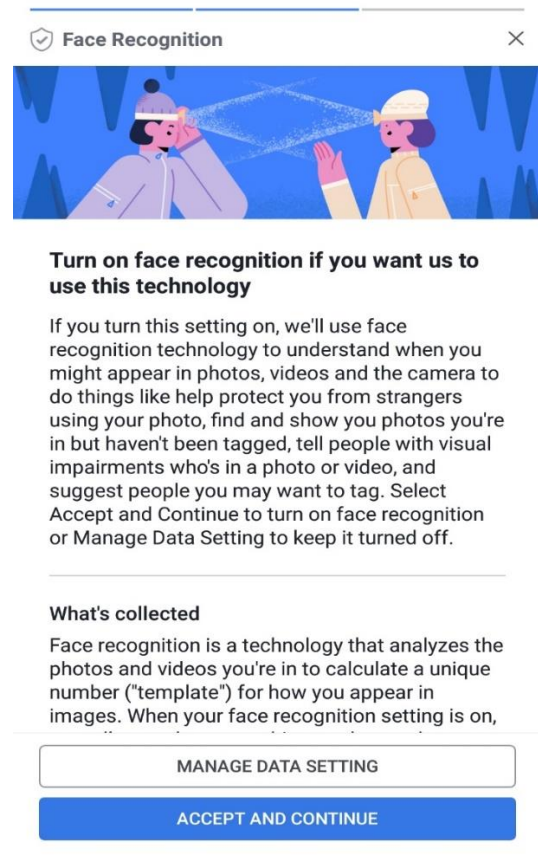 Face Recognition
Turn on face recognition if you want us to
use this technology
If you turn this setting on, we'll use face
recognition technology to understand when you
might appear in photos, videos and the camera to
do things like help protect you from strangers
using your photo, find and show you photos you're
in but haven't been tagged, tell people with visual
impairments who's in a photo or video, and
suggest people you may want to tag. Select
Accept and Continue to turn on face recognition
or Manage Data Setting to keep it turned off.
What's collected
Face recognition is a technology that analyzes the
photos and videos you're in to calculate a unique
number ("template") for how you appear in
images. When your face recognition setting is on,
MANAGE DATA SETTING
ACCEPT AND CONTINUE